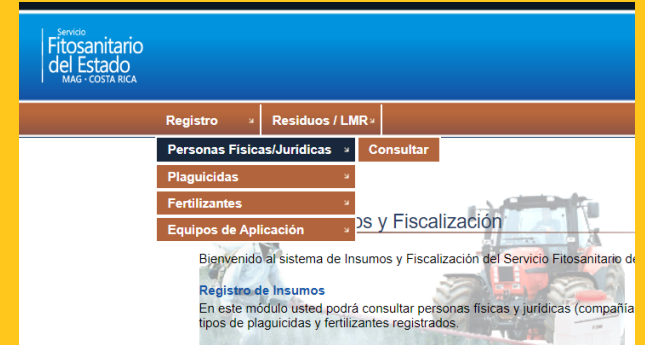 Servicio
Fitosanitario
del Estado
MAG - COSTA RICA
Registro Residuos / LMR
Personas Físicas/Jurídicas Consultar
Plaguicidas
Fertilizantes
Equipos de Aplicación
os y Fiscalización
Bienvenido al sistema de Insumos y Fiscalización del Servicio Fitosanitario de
Registro de Insumos
En este módulo usted podrá consultar personas físicas y jurídicas (compañía
tipos de plaguicidas y fertilizantes registrados.